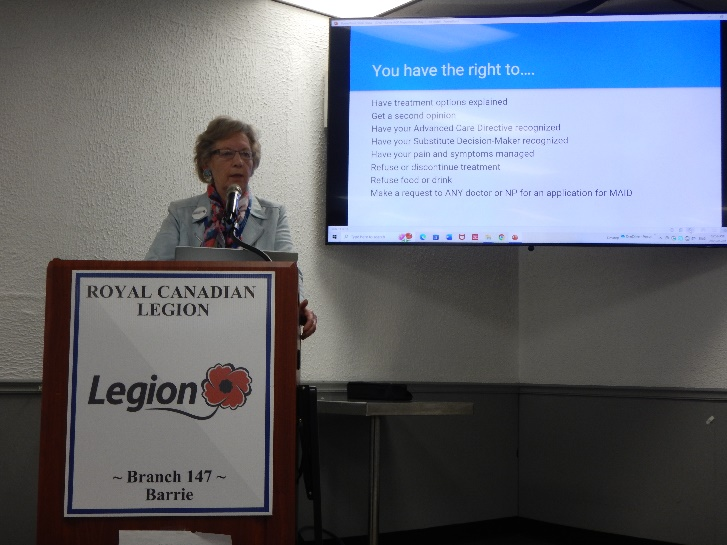 You have the right to....
Have treatment options explained
Get a second opinion
Have your Advanced Care Directive recognized
Have your Substitute Decision-Maker recognized
Have your pain and symptoms managed
Refuse or discontinue treatment
Refuse food or drink
Make a request to ANY doctor or NP for an application for MAID
ROYAL CANADIAN
LEGION
Legion
~ Branch 147 ~
Barrie